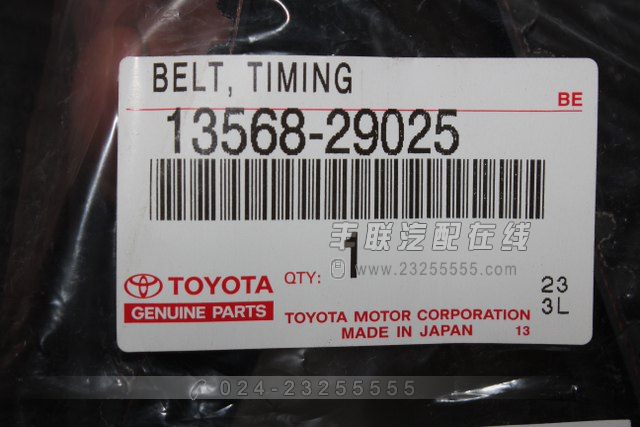 BELT, TIMING
BE
13568-29025
丰联汽配在线
1
www.23255555.com
TOYOTA
QTY:
GENUINE PARTS
23
3L
TOYOTA MOTOR CORPORATION
MADE IN JAPAN 13
024-23255555